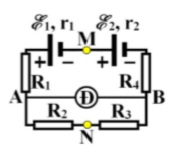 ℰ₁, r₁ ℰ₂, r₂
M
+ − + −
R₁ R₄
A Đ B
R₂ R₃
N